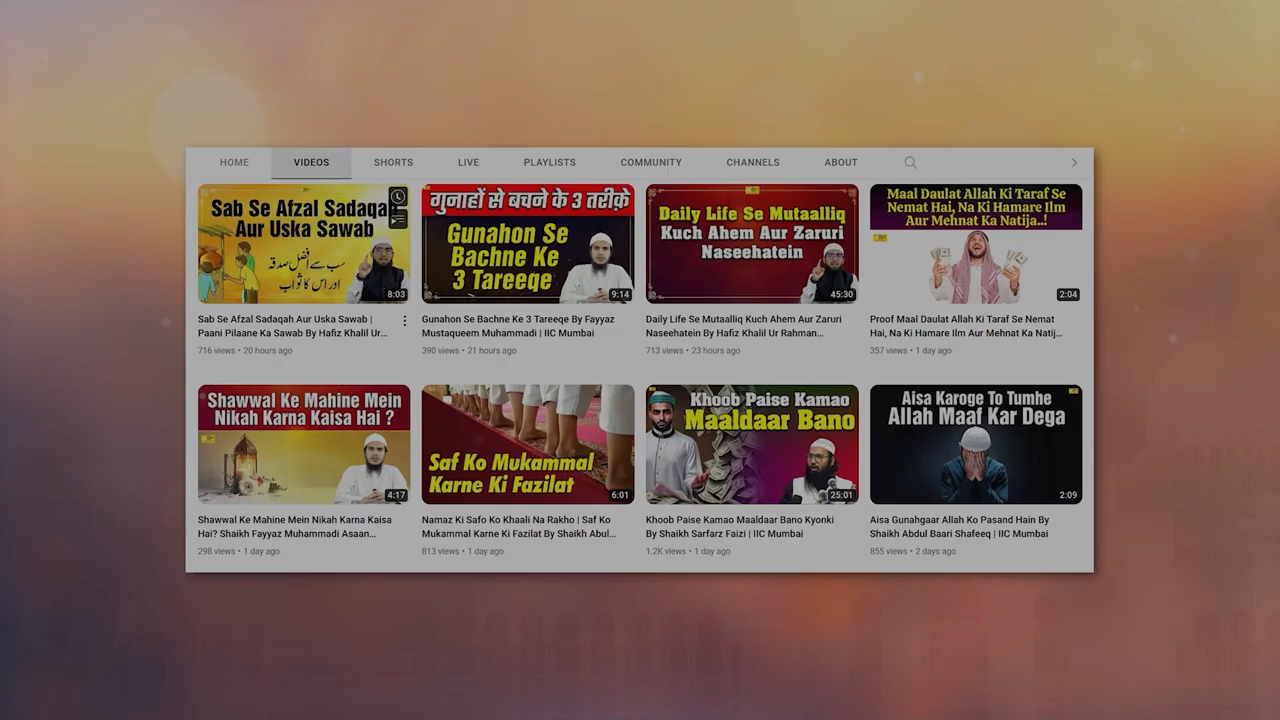 HOME
VIDEOS
SHORTS
LIVE
PLAYLISTS
COMMUNITY
CHANNELS
ABOUT
Sab Se Afzal Sadaqah
Aur Uska Sawab
سب سے افضل صدقہ
اور اس کا ثواب
8:03
Sab Se Afzal Sadaqah Aur Uska Sawab |
Paani Pilaane Ka Sawab By Hafiz Khalil Ur...
716 views • 20 hours ago
गुनाहों से बचने के 3 तरीक़े
Gunahon Se
Bachne Ke
3 Tareeqe
9:14
Gunahon Se Bachne Ke 3 Tareeqe By Fayyaz
Mustaqueem Muhammadi | IIC Mumbai
390 views • 21 hours ago
Daily Life Se Mutaalliq
Kuch Ahem Aur Zaruri
Naseehatein
45:30
Daily Life Se Mutaalliq Kuch Ahem Aur Zaruri
Naseehatein By Hafiz Khalil Ur Rahman...
713 views • 23 hours ago
Maal Daulat Allah Ki Taraf Se
Nemat Hai, Na Ki Hamare Ilm
Aur Mehnat Ka Natija..!
2:04
Proof Maal Daulat Allah Ki Taraf Se Nemat
Hai, Na Ki Hamare Ilm Aur Mehnat Ka Natij...
357 views • 1 day ago
Shawwal Ke Mahine Mein
Nikah Karna Kaisa Hai ?
4:17
Shawwal Ke Mahine Mein Nikah Karna Kaisa
Hai? Shaikh Fayyaz Muhammadi Asaan...
298 views • 1 day ago
Saf Ko Mukammal
Karne Ki Fazilat
6:01
Namaz Ki Safo Ko Khaali Na Rakho | Saf Ko
Mukammal Karne Ki Fazilat By Shaikh Abul...
813 views • 1 day ago
Khoob Paise Kamao
Maaldaar Bano
25:01
Khoob Paise Kamao Maaldaar Bano Kyonki
By Shaikh Sarfarz Faizi | IIC Mumbai
1.2K views • 1 day ago
Aisa Karoge To Tumhe
Allah Maaf Kar Dega
2:09
Aisa Gunahgaar Allah Ko Pasand Hain By
Shaikh Abdul Baari Shafeeq | IIC Mumbai
855 views • 2 days ago